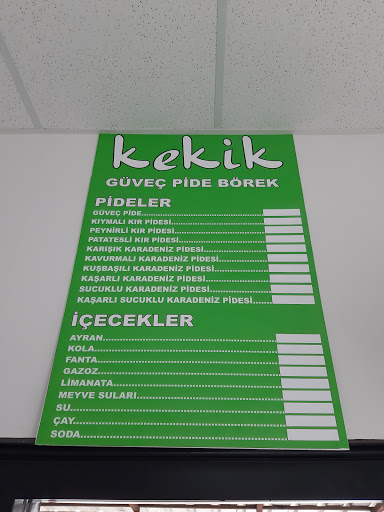 kekik
GÜVEÇ PİDE BÖREK
PİDELER
GÜVEÇ PİDE
KIYMALI KIR PİDESİ
PEYNİRLİ KIR PİDESİ
PATATESLİ KIR PİDESİ
KARIŞIK KARADENİZ PİDESİ
KAVURMALI KARADENİZ PİDESİ
KUŞBAŞILI KARADENİZ PİDESİ
KAŞARLI KARADENİZ PİDESİ
SUCUKLU KARADENİZ PİDESİ
KAŞARLI SUCUKLU KARADENİZ PİDESİ
İÇECEKLER
AYRAN
KOLA
FANTA
GAZOZ
LİMANATA
MEYVE SULARI
SU
ÇAY
SODA